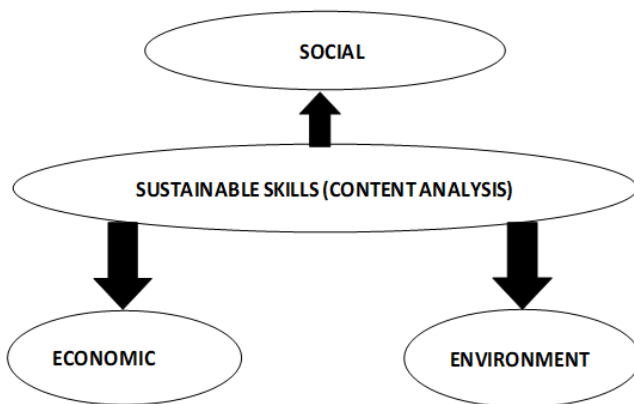 SOCIAL
SUSTAINABLE SKILLS (CONTENT ANALYSIS)
ECONOMIC
ENVIRONMENT